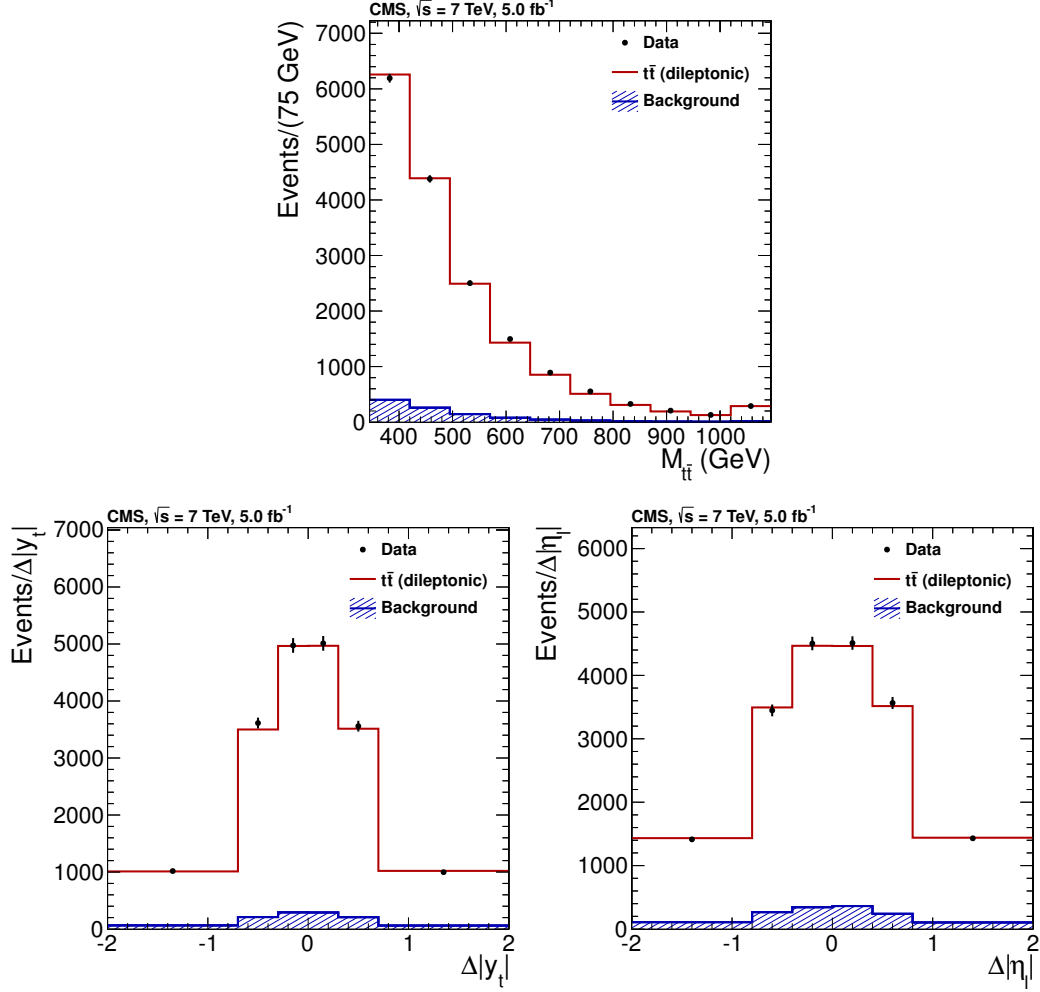 CMS, √s = 7 TeV, 5.0 fb⁻¹
Events/(75 GeV)
7000
6000
5000
4000
3000
2000
1000
0
Data
tt̄ (dileptonic)
Background
400 500 600 700 800 900 1000
M_tt̄ (GeV)
CMS, √s = 7 TeV, 5.0 fb⁻¹
Events/Δ|y_t|
7000
6000
5000
4000
3000
2000
1000
0
Data
tt̄ (dileptonic)
Background
-2 -1 0 1 2
Δ|y_t|
CMS, √s = 7 TeV, 5.0 fb⁻¹
Events/Δ|η_l|
6000
5000
4000
3000
2000
1000
0
Data
tt̄ (dileptonic)
Background
-2 -1 0 1 2
Δ|η_l|